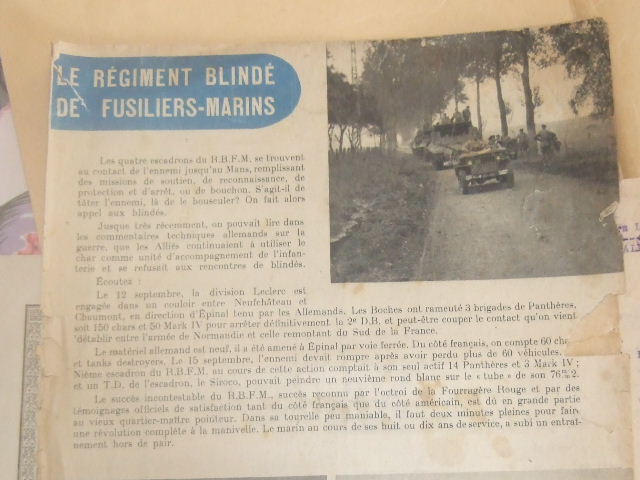 LE RÉGIMENT BLINDÉ
DE FUSILIERS-MARINS
Les quatre escadrons du R.B.F.M. se trouvent
au contact de l'ennemi jusqu'au Mans, remplissant
des missions de soutien, de reconnaissance, de
protection et d'arrêt, ou de bouchon. S'agit-il de
tâter l'ennemi, là de le bousculer? On fait alors
appel aux blindés.
Jusque très récemment, on pouvait lire dans
les commentaires techniques allemands sur la
guerre, que les Alliés continuaient à utiliser le
char comme unité d'accompagnement de l'infan-
terie et se refusait aux rencontres de blindés.
Écoutez :
Le 12 septembre, la division Leclerc est
engagée dans un couloir entre Neufchâteau et
Chaumont, en direction d'Épinal tenu par les Allemands. Les Boches ont rameuté 3 brigades de Panthères,
soit 150 chars et 50 Mark IV pour arrêter définitivement la 2e D.B. et peut-être couper le contact qu'on vient
d'établir entre l'armée de Normandie et celle remontant du Sud de la France.
Le matériel allemand est neuf, il a été amené à Épinal par voie ferrée. Du côté français, on compte 60
et tanks destroyers. Le 15 septembre, l'ennemi devait rompre après avoir perdu plus de 60 véhicules.
Nième escadron du R.B.F.M. au cours de cette action comptait à son seul actif 14 Panthères et 3 Mark IV ;
et un T.D. de l'escadron, le Siroco, pouvait peindre un neuvième rond blanc sur le « tube » de son 76
Le succès incontestable du R.B.F.M., succès reconnu par l'octroi de la Fourragère Rouge et par des
témoignages officiels de satisfaction tant du côté français que du côté américain, est dû en grande partie
au vieux quartier-maître pointeur. Dans sa tourelle peu maniable, il faut deux minutes pleines pour fair
une révolution complète à la manivelle. Le marin au cours de ses huit ou dix ans de service, a subi un entraî-
nement hors de pair.